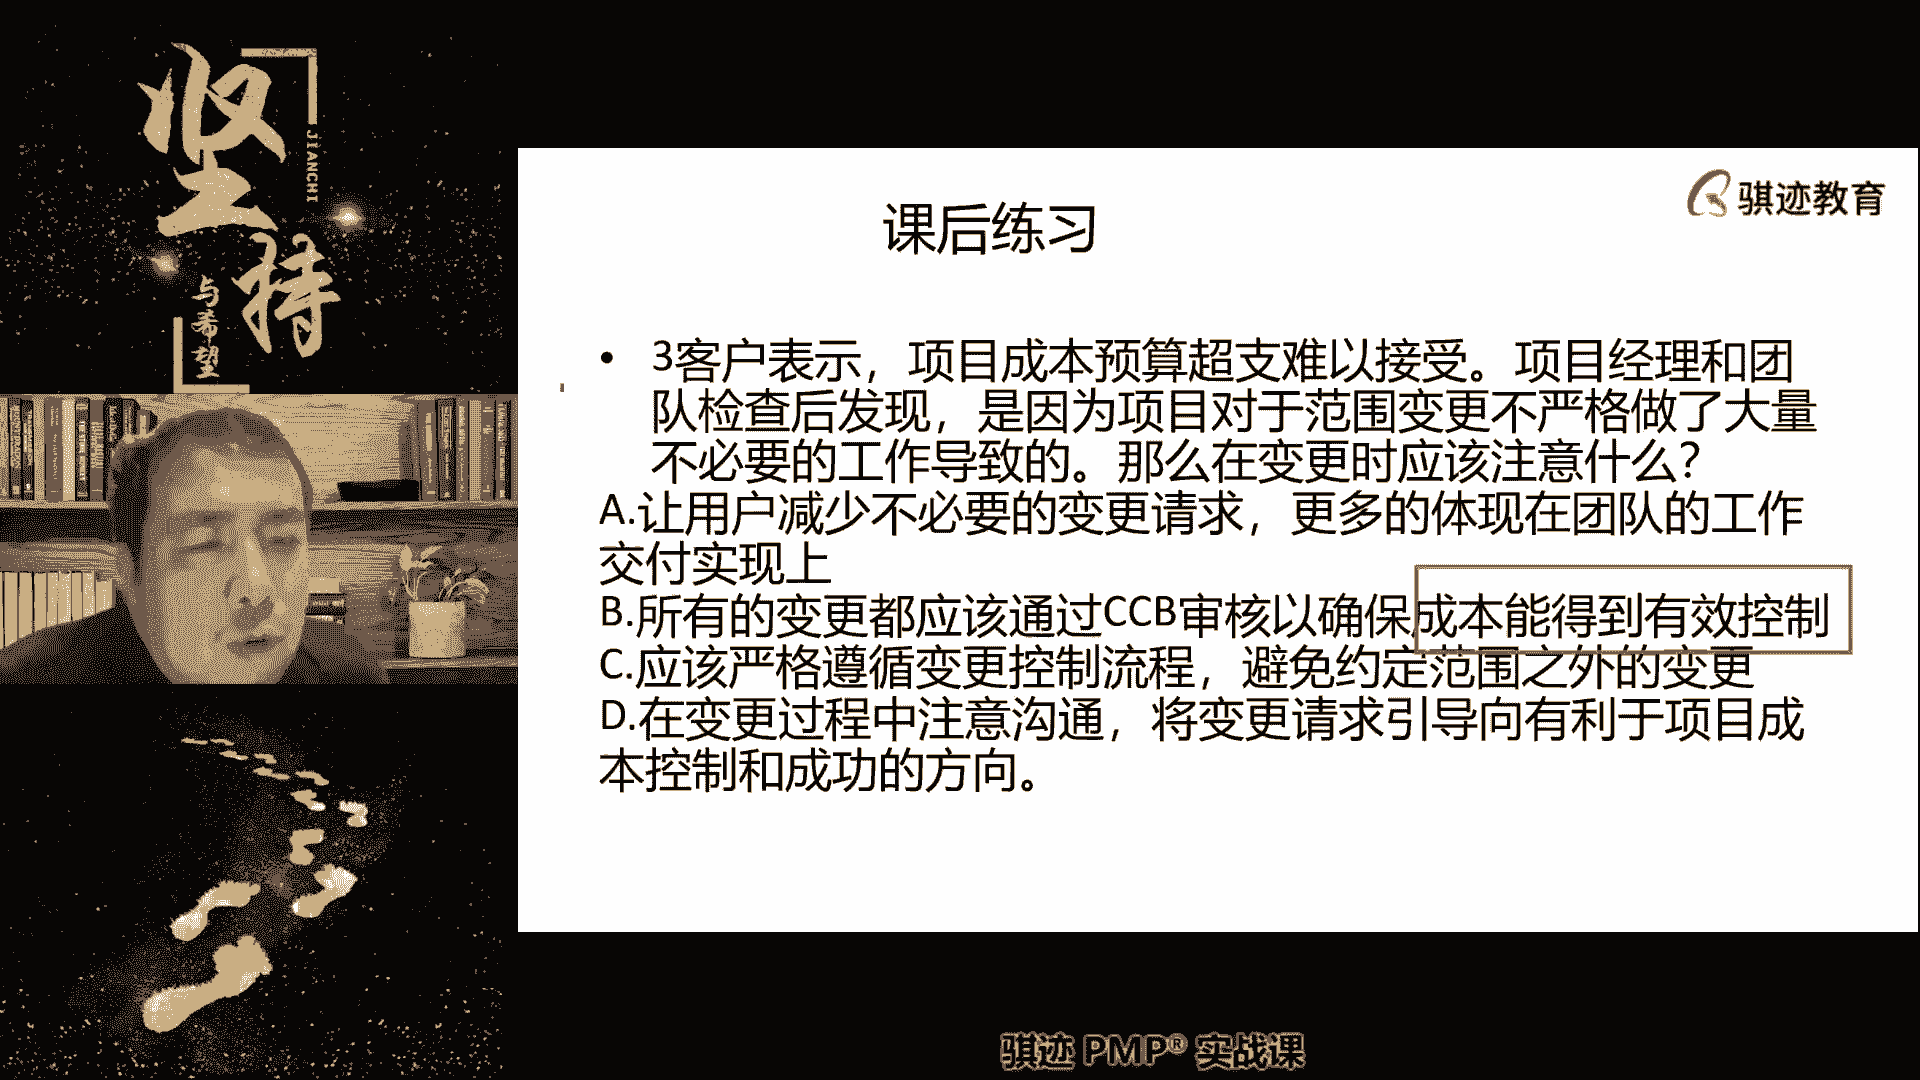 坚持
JIANCHI
与希望
骐迹教育
课后练习
• 3客户表示，项目成本预算超支难以接受。项目经理和团
队检查后发现，是因为项目对于范围变更不严格做了大量
不必要的工作导致的。那么在变更时应该注意什么？
A.让用户减少不必要的变更请求，更多的体现在团队的工作
交付实现上
B.所有的变更都应该通过CCB审核以确保成本能得到有效控制
C.应该严格遵循变更控制流程，避免约定范围之外的变更
D.在变更过程中注意沟通，将变更请求引导向有利于项目成
本控制和成功的方向。
骐迹 PMP® 实战课